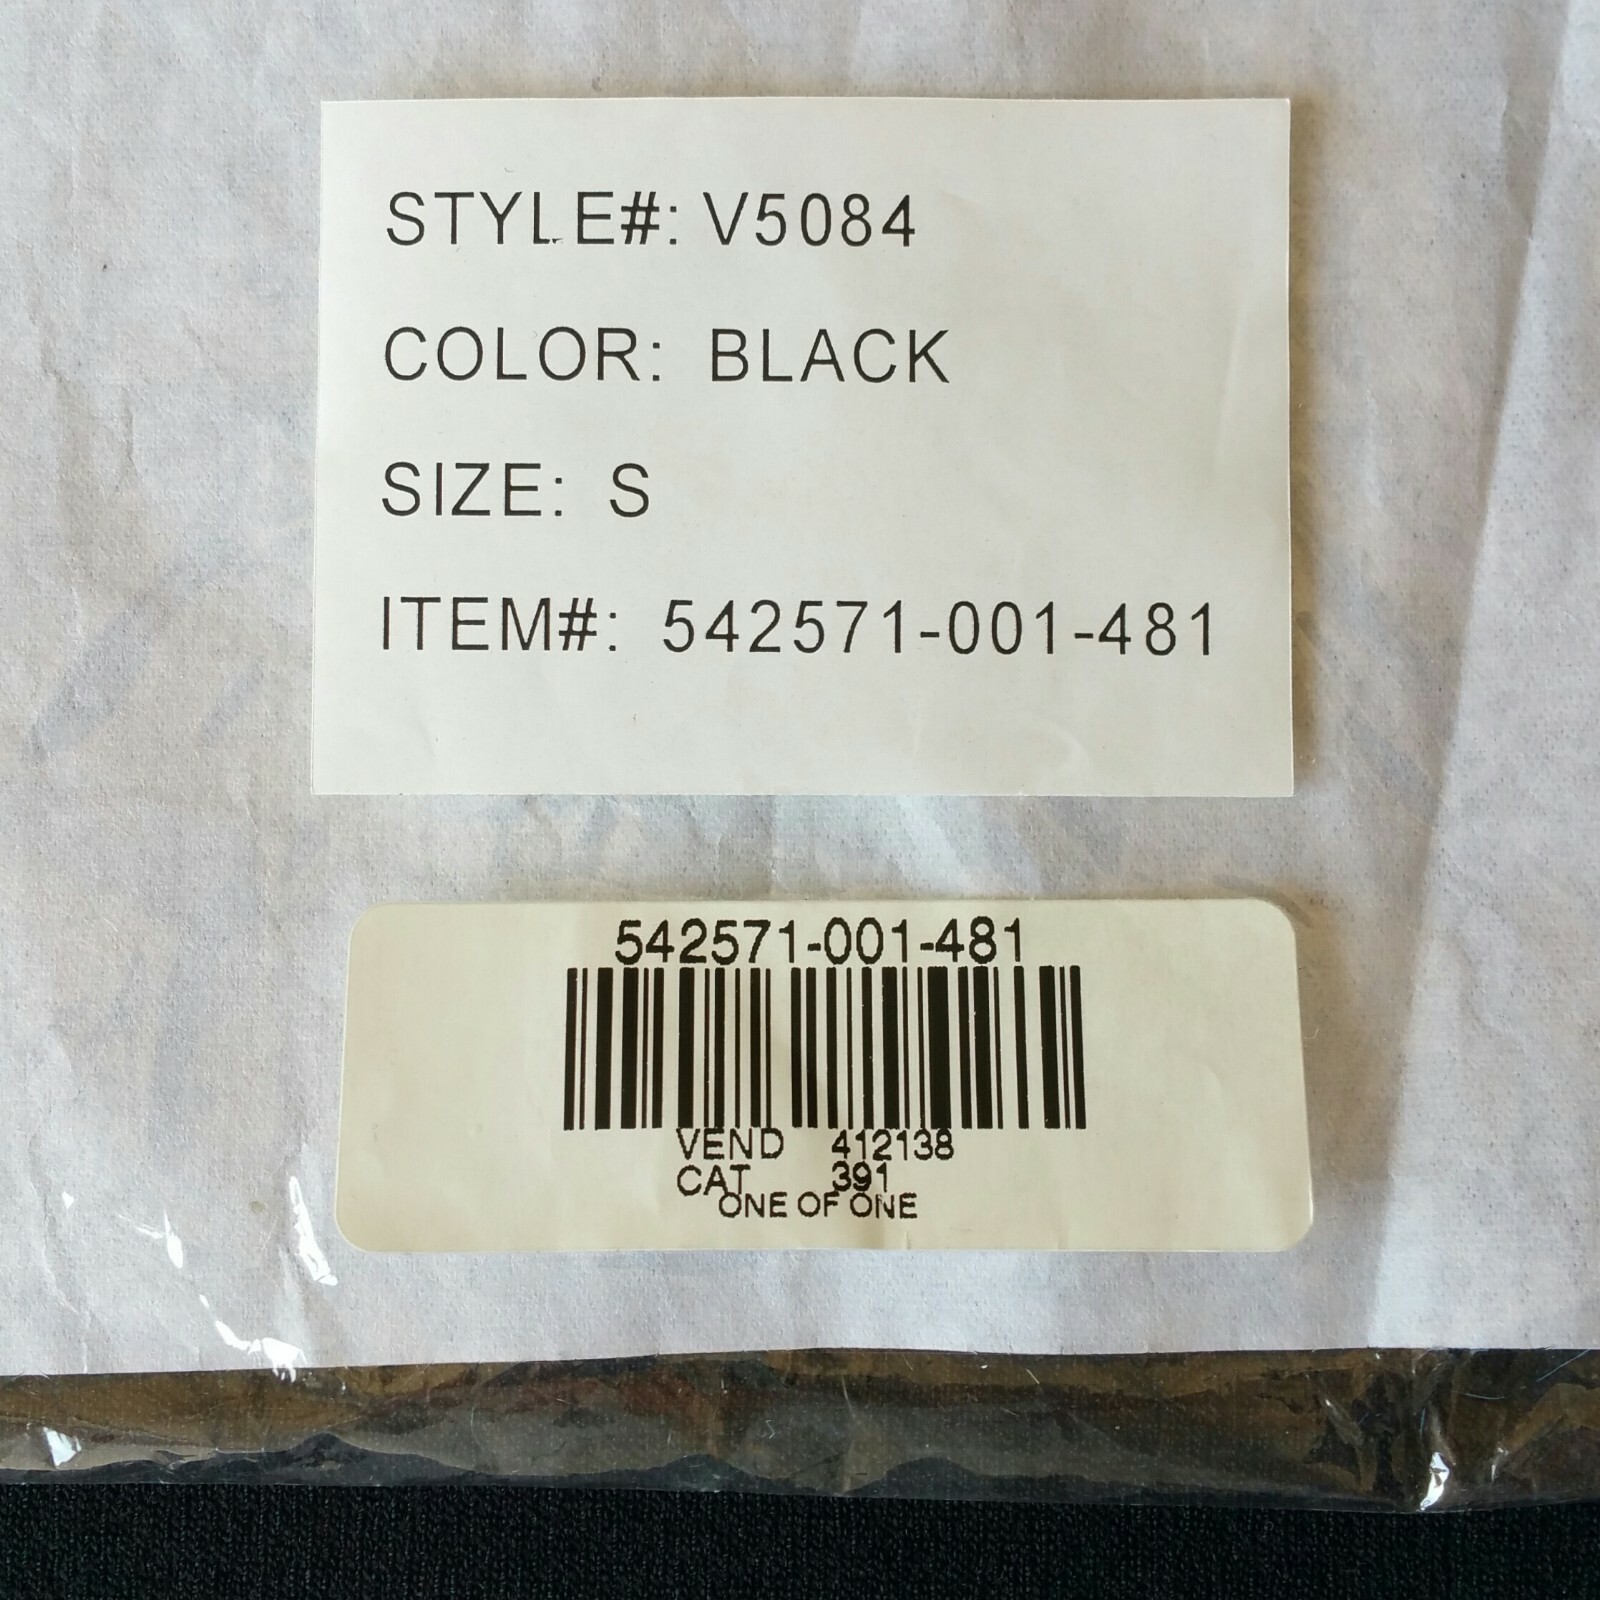 STYLE#: V5084
COLOR: BLACK
SIZE: S
ITEM#: 542571-001-481
542571-001-481
VEND 412138
CAT 391
ONE OF ONE